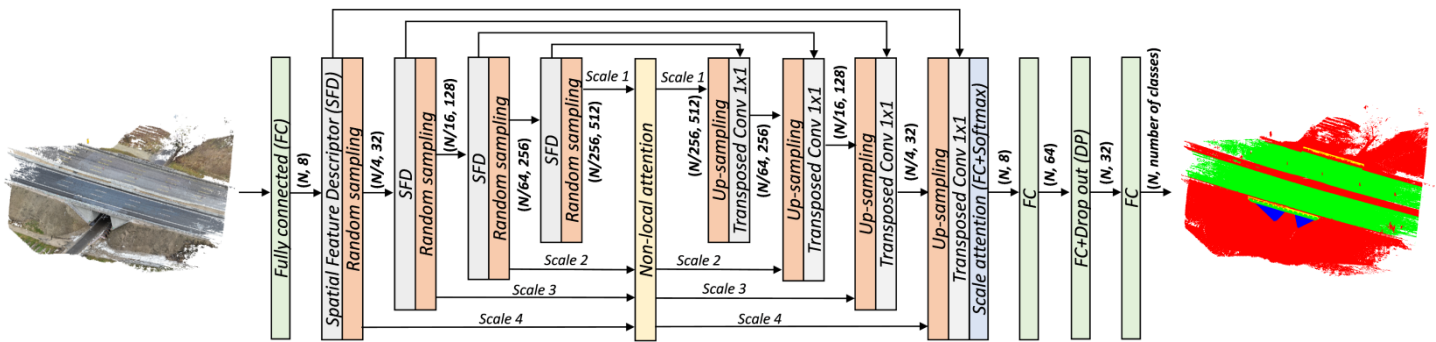 Fully connected (FC)
(N, 8)
Spatial Feature Descriptor (SFD)
Random sampling
(N/4, 32)
SFD
Random sampling
(N/16, 128)
SFD
Random sampling
(N/64, 256)
SFD
Random sampling
Scale 1
(N/256, 512)
Non-local attention
Scale 1
(N/256, 512)
Up-sampling
Transposed Conv 1x1
(N/64, 256)
Up-sampling
Transposed Conv 1x1
(N/16, 128)
Up-sampling
Transposed Conv 1x1
(N/4, 32)
Up-sampling
Transposed Conv 1x1
Scale attention (FC+Softmax)
(N, 8)
FC
(N, 64)
FC+Drop out (DP)
(N, 32)
FC
(N, number of classes)
Scale 2
Scale 2
Scale 3
Scale 3
Scale 4
Scale 4